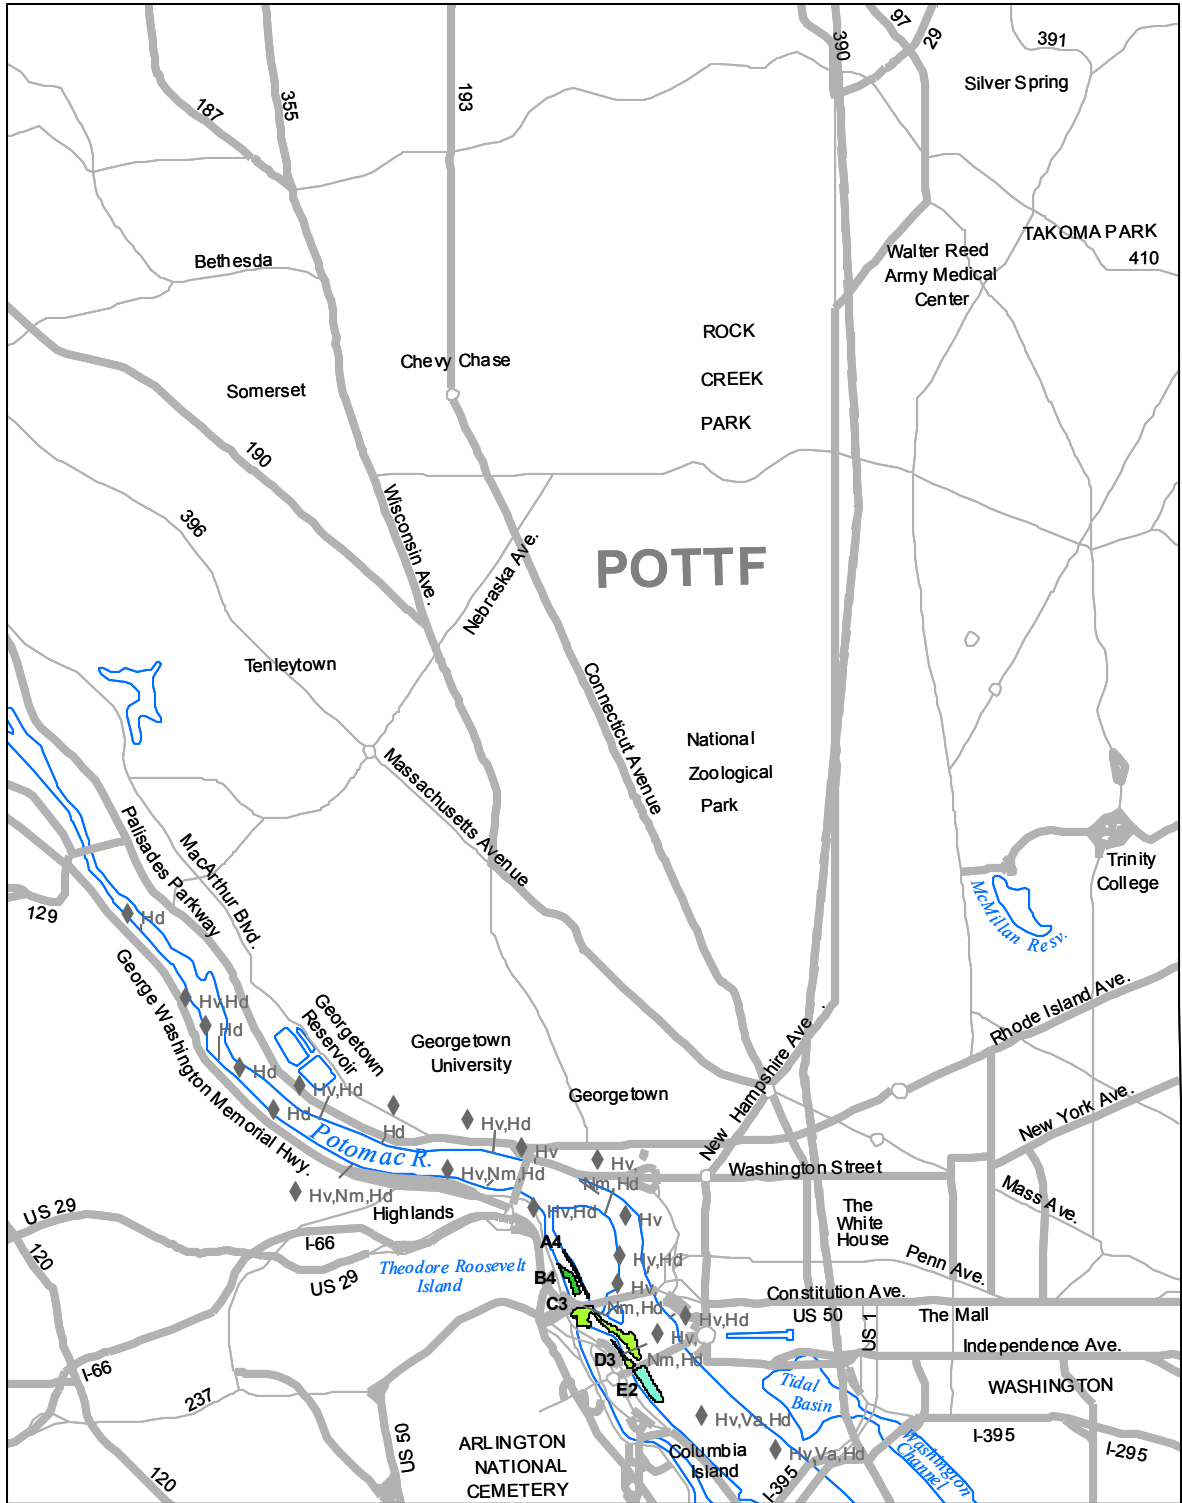 97
29
390
391
Silver Spring
187
355
193
TAKOMA PARK
410
Walter Reed
Army Medical
Center
Bethesda
ROCK
CREEK
PARK
Chevy Chase
Somerset
190
396
Wisconsin Ave.
Nebraska Ave.
POTTF
Tenleytown
Connecticut Avenue
National
Zoological
Park
Massachusetts Avenue
Palisades Parkway
MacArthur Blvd.
Trinity
College
McMillan Resv.
129
Hd
George Washington Memorial Hwy.
Hv,Hd
Hd
Georgetown
Reservoir
Georgetown
University
Rhode Island Ave.
New Hampshire Ave .
Hd
Hv,Hd
Georgetown
Hd
Hd
Hv,Hd
New York Ave.
Potomac R.
Hv
Hv,
Nm,Hd
Washington Street
Hv,Nm,Hd
Hv,Nm,Hd
Mass Ave.
US 29
Highlands
Hv,Hd
Hv
The
White
House
I-66
A4
120
US 29
Theodore Roosevelt
Island
B4
Hv,Hd
Penn Ave.
Hv,
Nm,Hd
C3
Constitution Ave.
US 50
The Mall
Hv,Hd
US 1
Independence Ave.
Hv,
Nm,Hd
D3
I-66
E2
Tidal
Basin
WASHINGTON
237
Hv,Va,Hd
US 50
ARLINGTON
NATIONAL
CEMETERY
Columbia
Island
Hv,Va,Hd
I-395
Washington
Channel
I-395
I-295
120